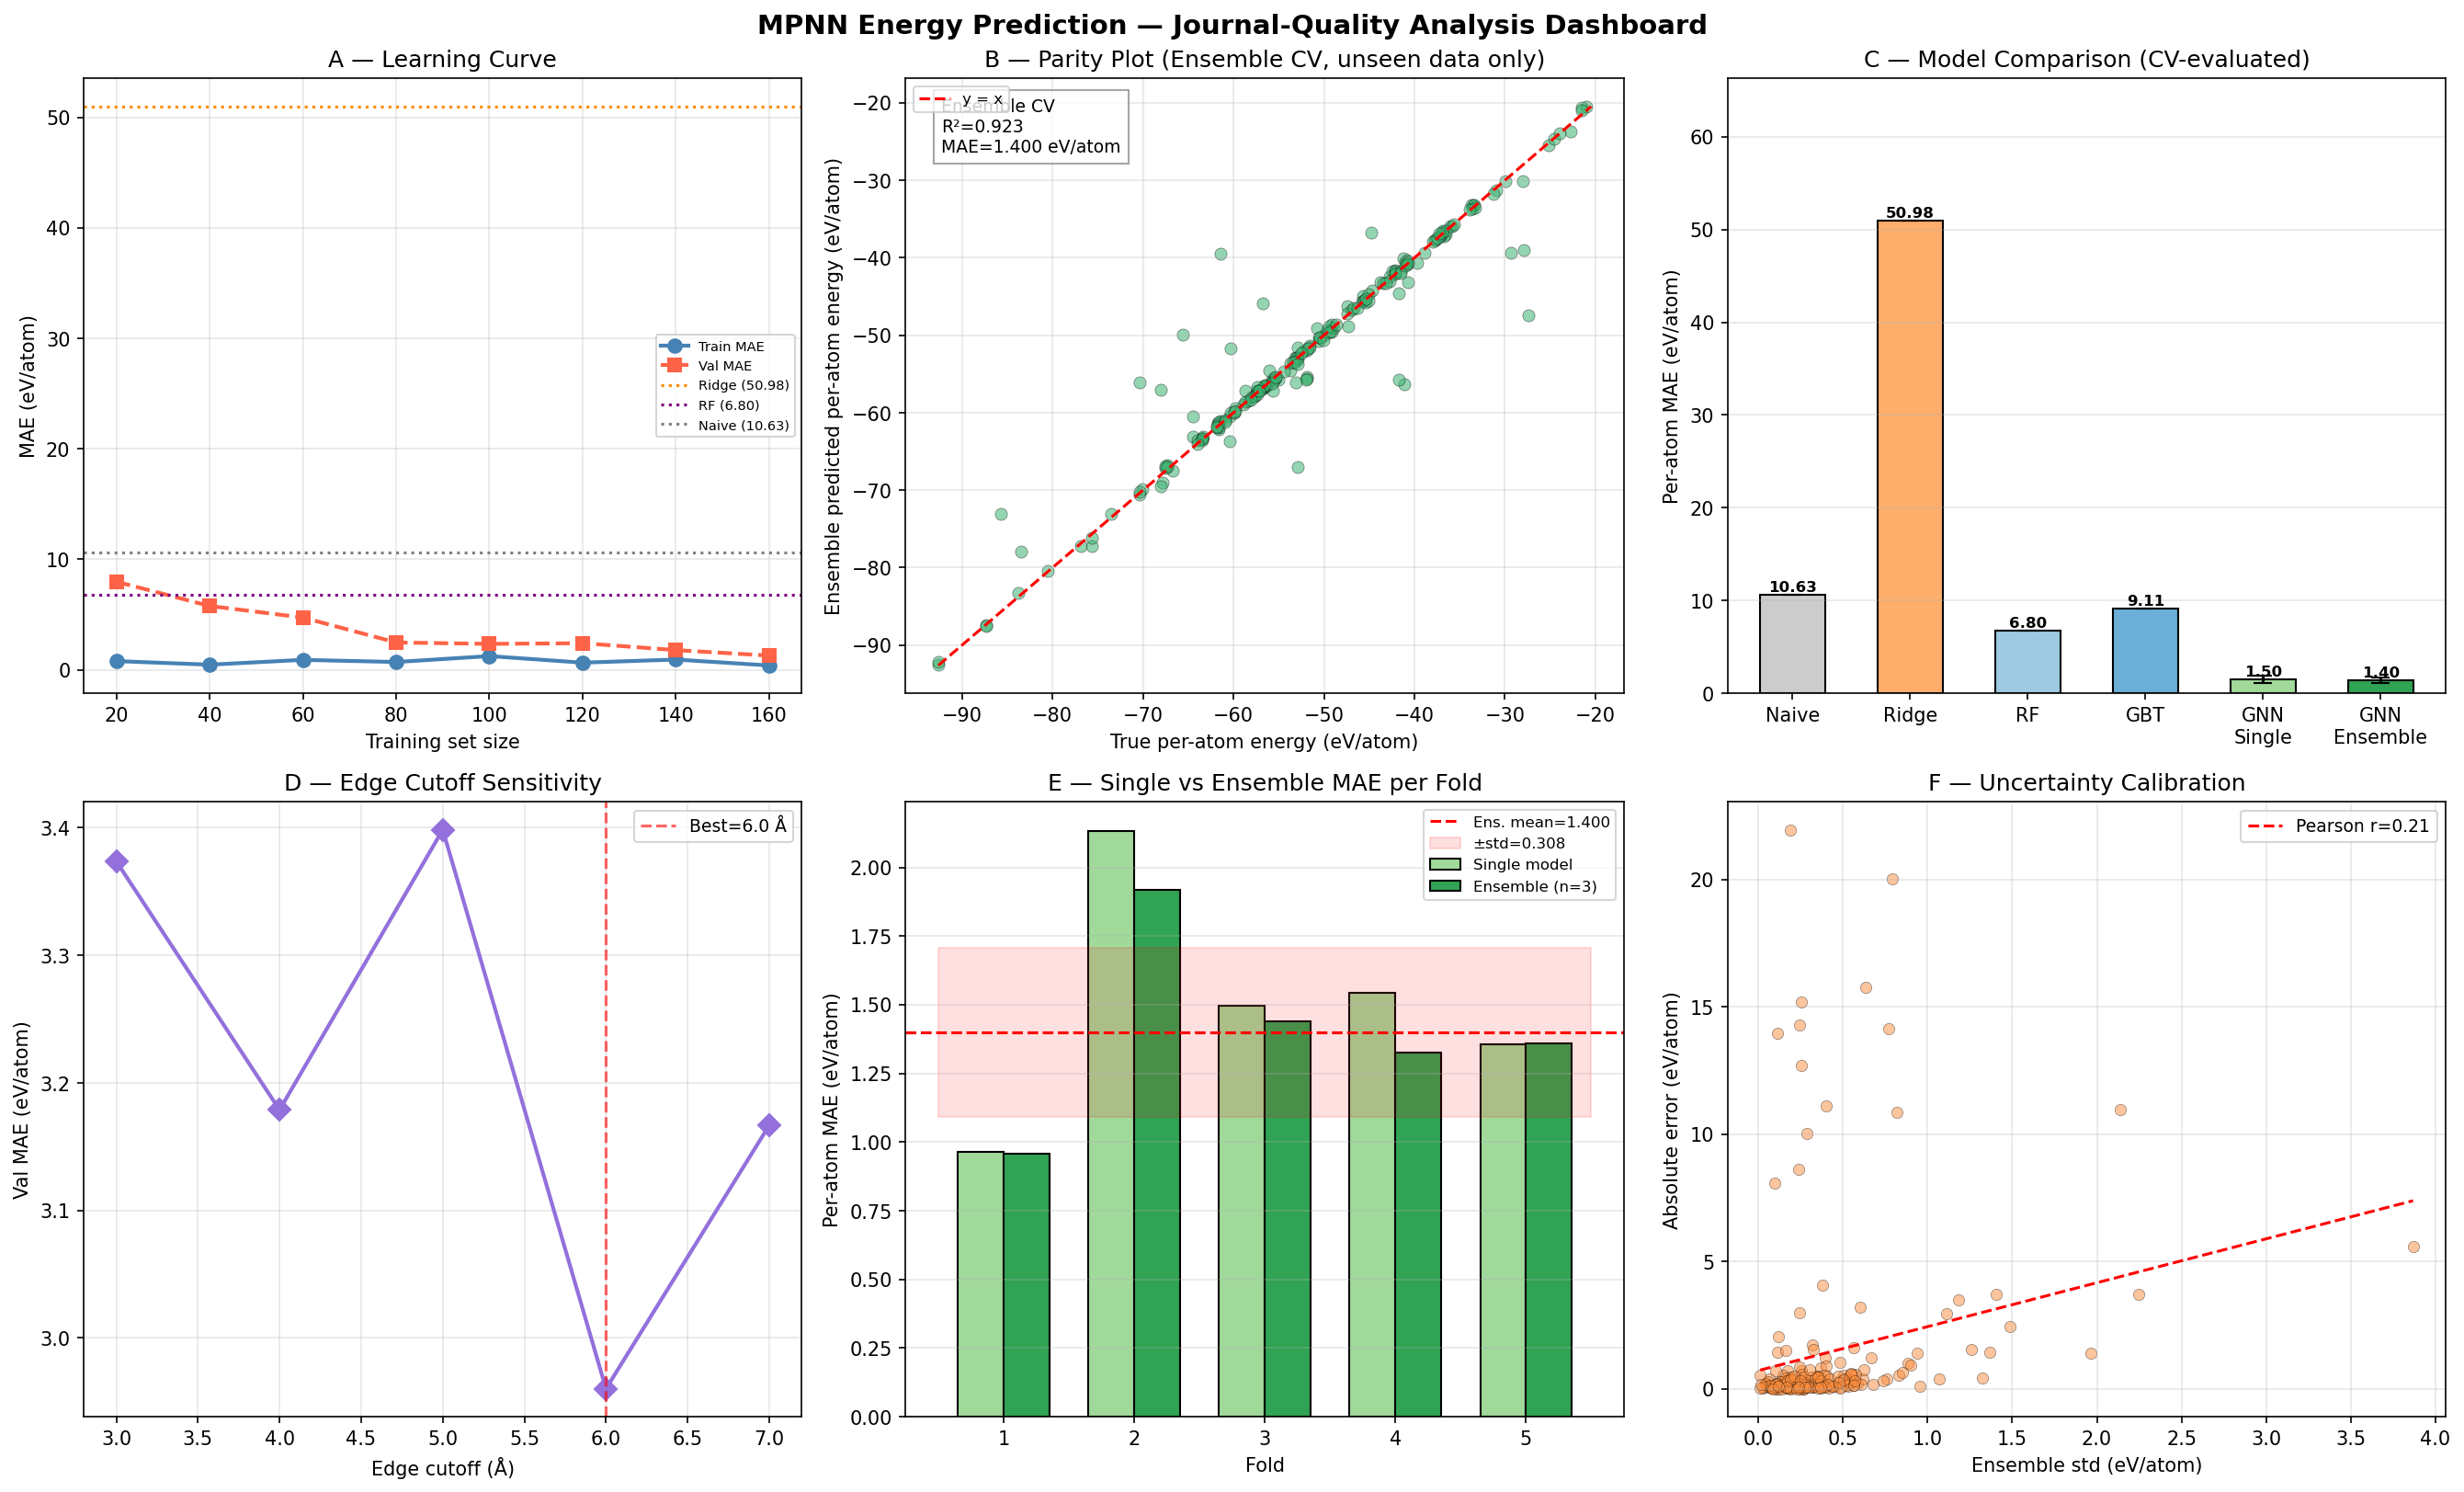 MPNN Energy Prediction — Journal-Quality Analysis Dashboard
A — Learning Curve
MAE (eV/atom)
50
40
30
20
10
0
Train MAE
Val MAE
Ridge (50.98)
RF (6.80)
Naive (10.63)
20 40 60 80 100 120 140 160
Training set size
B — Parity Plot (Ensemble CV, unseen data only)
Ensemble predicted per-atom energy (eV/atom)
−20
−30
−40
−50
−60
−70
−80
−90
y = x
Ensemble CV
R²=0.923
MAE=1.400 eV/atom
−90 −80 −70 −60 −50 −40 −30 −20
True per-atom energy (eV/atom)
C — Model Comparison (CV-evaluated)
Per-atom MAE (eV/atom)
60
50
40
30
20
10
0
10.63
50.98
6.80
9.11
1.50
1.40
Naive Ridge RF GBT GNN Single GNN Ensemble
D — Edge Cutoff Sensitivity
Val MAE (eV/atom)
3.4
3.3
3.2
3.1
3.0
Best=6.0 Å
3.0 3.5 4.0 4.5 5.0 5.5 6.0 6.5 7.0
Edge cutoff (Å)
E — Single vs Ensemble MAE per Fold
Per-atom MAE (eV/atom)
2.00
1.75
1.50
1.25
1.00
0.75
0.50
0.25
0.00
Ens. mean=1.400
±std=0.308
Single model
Ensemble (n=3)
1 2 3 4 5
Fold
F — Uncertainty Calibration
Absolute error (eV/atom)
20
15
10
5
0
Pearson r=0.21
0.0 0.5 1.0 1.5 2.0 2.5 3.0 3.5 4.0
Ensemble std (eV/atom)